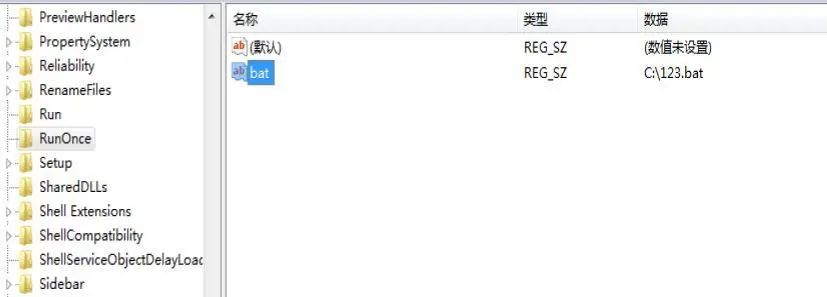 PreviewHandlers
PropertySystem
Reliability
RenameFiles
Run
RunOnce
Setup
SharedDLLs
Shell Extensions
ShellCompatibility
ShellServiceObjectDelayLoad
Sidebar
名称 类型 数据
ab (默认) REG_SZ (数值未设置)
ab bat REG_SZ C:\123.bat